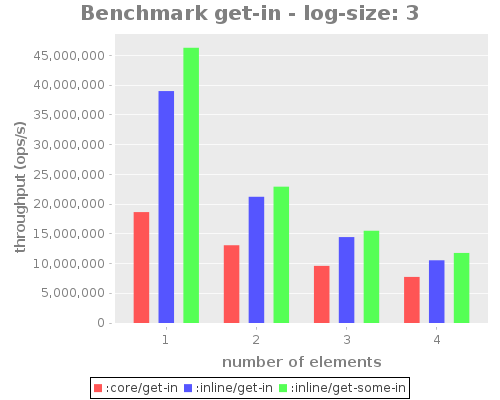 Benchmark get-in - log-size: 3
throughput (ops/s)
45,000,000
40,000,000
35,000,000
30,000,000
25,000,000
20,000,000
15,000,000
10,000,000
5,000,000
0
1 2 3 4
number of elements
:core/get-in :inline/get-in :inline/get-some-in